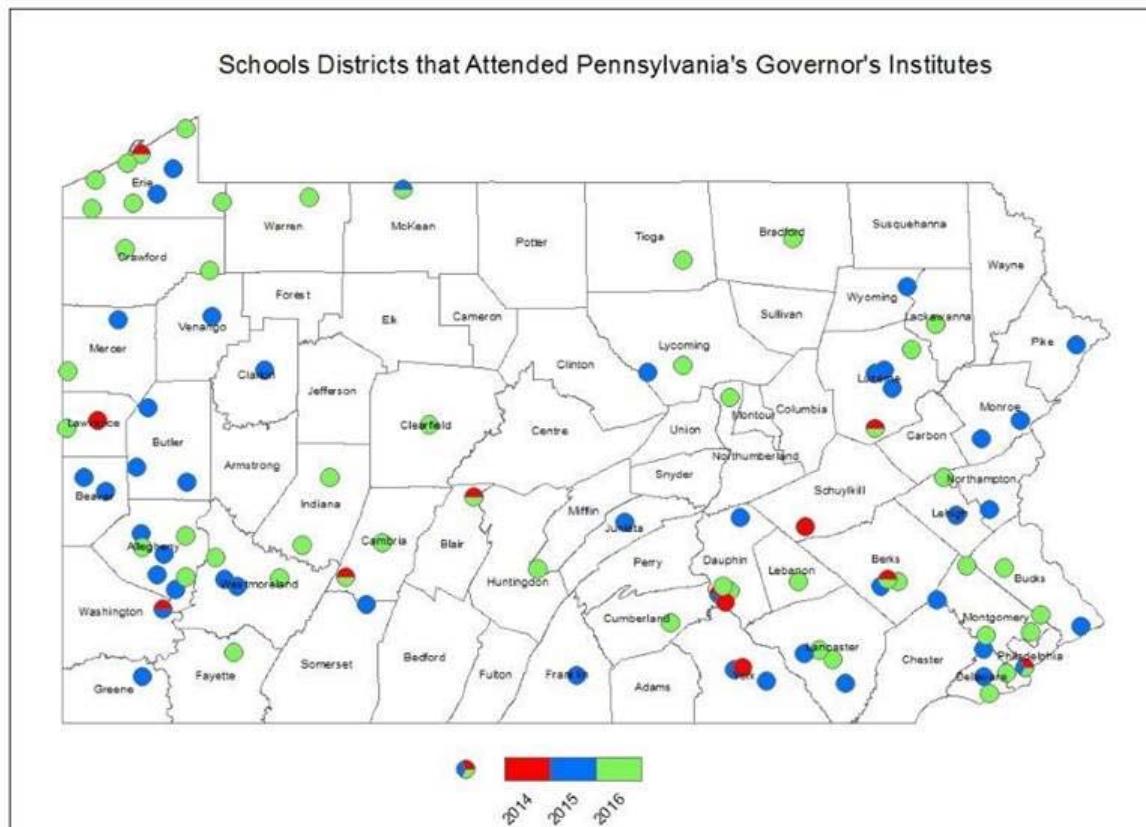 Schools Districts that Attended Pennsylvania's Governor's Institutes
Erie
Warren
McKean
Potter
Tioga
Bradford
Susquehanna
Wayne
Crawford
Forest
Elk
Cameron
Sullivan
Wyoming
Lackawanna
Pike
Mercer
Venango
Clarion
Jefferson
Clinton
Lycoming
Luzerne
Monroe
Lawrence
Butler
Clearfield
Centre
Union
Montour
Columbia
Carbon
Armstrong
Northumberland
Snyder
Schuylkill
Northampton
Beaver
Indiana
Mifflin
Juniata
Lehigh
Allegheny
Cambria
Blair
Huntingdon
Perry
Dauphin
Lebanon
Berks
Bucks
Westmoreland
Washington
Cumberland
Montgomery
Greene
Fayette
Somerset
Bedford
Fulton
Franklin
Adams
York
Lancaster
Chester
Philadelphia
Delaware
2014
2015
2016